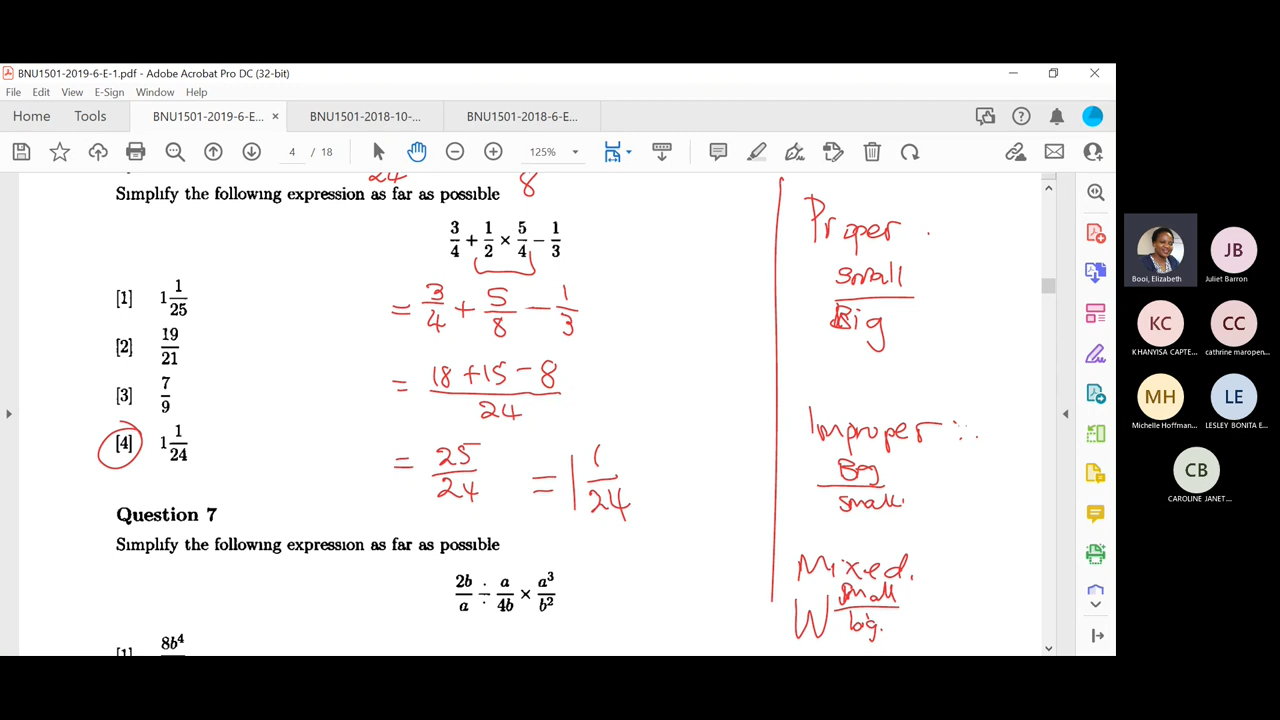 BNU1501-2019-6-E-1.pdf - Adobe Acrobat Pro DC (32-bit)
File Edit View E-Sign Window Help
Home Tools BNU1501-2019-6-E... × BNU1501-2018-10-... BNU1501-2018-6-E...
4 / 18 125%
24 8
Simplify the following expression as far as possible
3/4 + 1/2 × 5/4 − 1/3
= 3/4 + 5/8 − 1/3
= (18 + 15 − 8)/24
= 25/24 = 1 1/24
[1] 1 1/25
[2] 19/21
[3] 7/9
[4] 1 1/24
Question 7
Simplify the following expression as far as possible
2b/a ÷ a/4b × a³/b²
[1] 8b⁴
Proper .
small
Big
Improper
Big
small.
Mixed.
W small
big.
Booi, Elizabeth
JB
Juliet Barron
KC
KHANYISA CAPTE...
CC
cathrine maropen...
MH
Michelle Hoffman...
LE
LESLEY BONITA E...
CB
CAROLINE JANET...